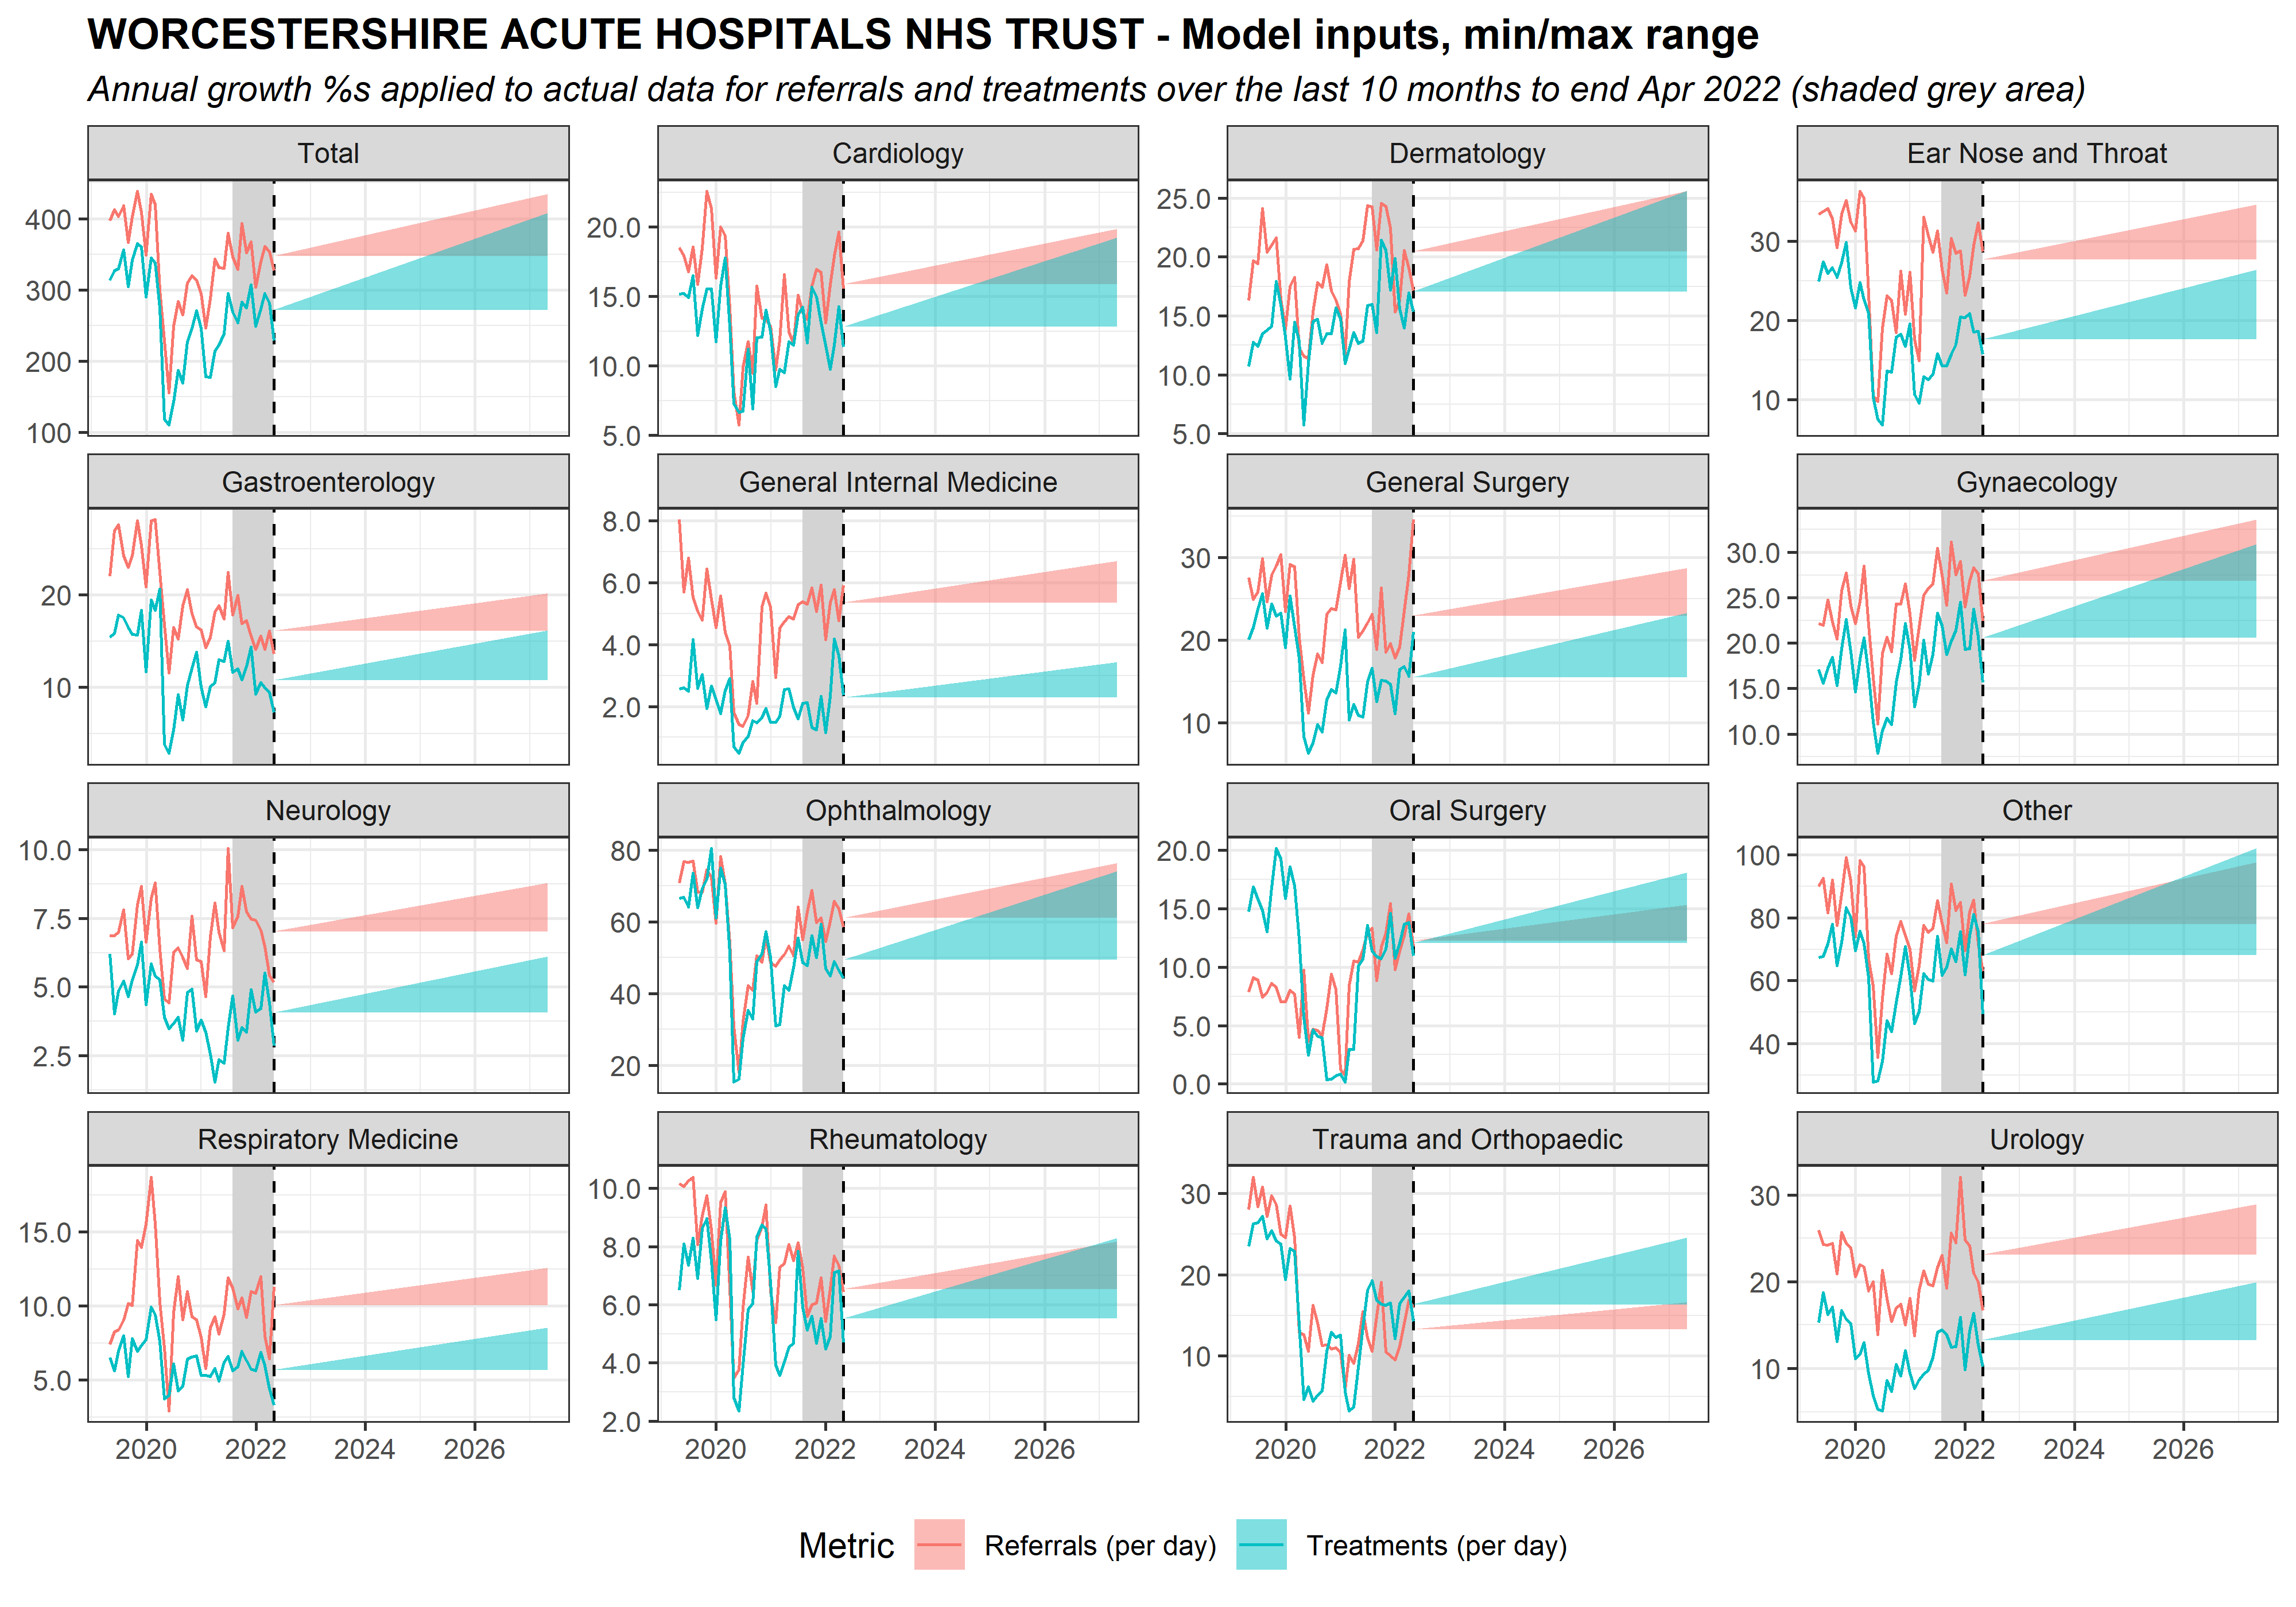 WORCESTERSHIRE ACUTE HOSPITALS NHS TRUST - Model inputs, min/max range
Annual growth %s applied to actual data for referrals and treatments over the last 10 months to end Apr 2022 (shaded grey area)
Total
Cardiology
Dermatology
Ear Nose and Throat
400
300
200
100
20.0
15.0
10.0
5.0
25.0
20.0
15.0
10.0
5.0
30
20
10
Gastroenterology
General Internal Medicine
General Surgery
Gynaecology
20
10
8.0
6.0
4.0
2.0
30
20
10
30.0
25.0
20.0
15.0
10.0
Neurology
Ophthalmology
Oral Surgery
Other
10.0
7.5
5.0
2.5
80
60
40
20
20.0
15.0
10.0
5.0
0.0
100
80
60
40
Respiratory Medicine
Rheumatology
Trauma and Orthopaedic
Urology
15.0
10.0
5.0
10.0
8.0
6.0
4.0
2.0
30
20
10
30
20
10
2020 2022 2024 2026
2020 2022 2024 2026
2020 2022 2024 2026
2020 2022 2024 2026
Metric Referrals (per day) Treatments (per day)